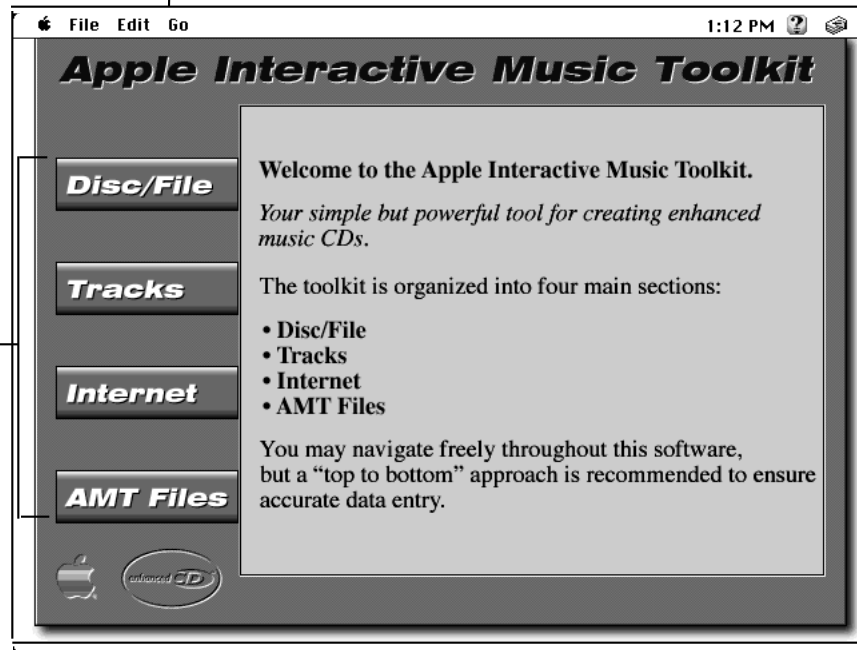 File Edit Go 1:12 PM
Apple Interactive Music Toolkit
Disc/File
Tracks
Internet
AMT Files
enhanced CD
Welcome to the Apple Interactive Music Toolkit.
Your simple but powerful tool for creating enhanced
music CDs.
The toolkit is organized into four main sections:
• Disc/File
• Tracks
• Internet
• AMT Files
You may navigate freely throughout this software,
but a “top to bottom” approach is recommended to ensure
accurate data entry.